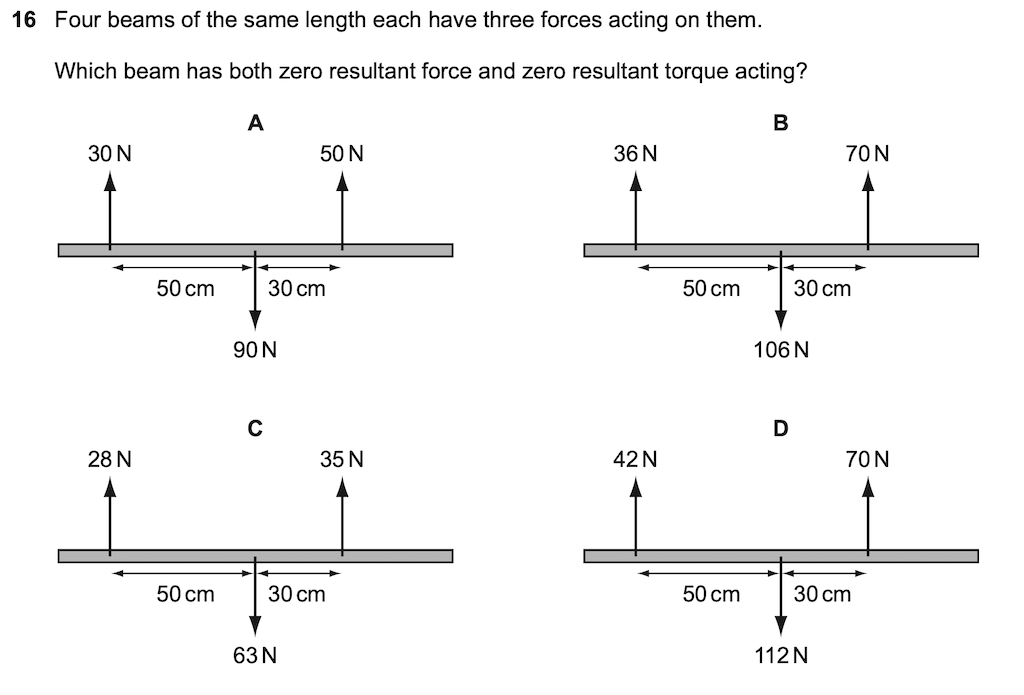 16 Four beams of the same length each have three forces acting on them.
Which beam has both zero resultant force and zero resultant torque acting?
A
30 N 50 N
50 cm 30 cm
90 N
B
36 N 70 N
50 cm 30 cm
106 N
C
28 N 35 N
50 cm 30 cm
63 N
D
42 N 70 N
50 cm 30 cm
112 N